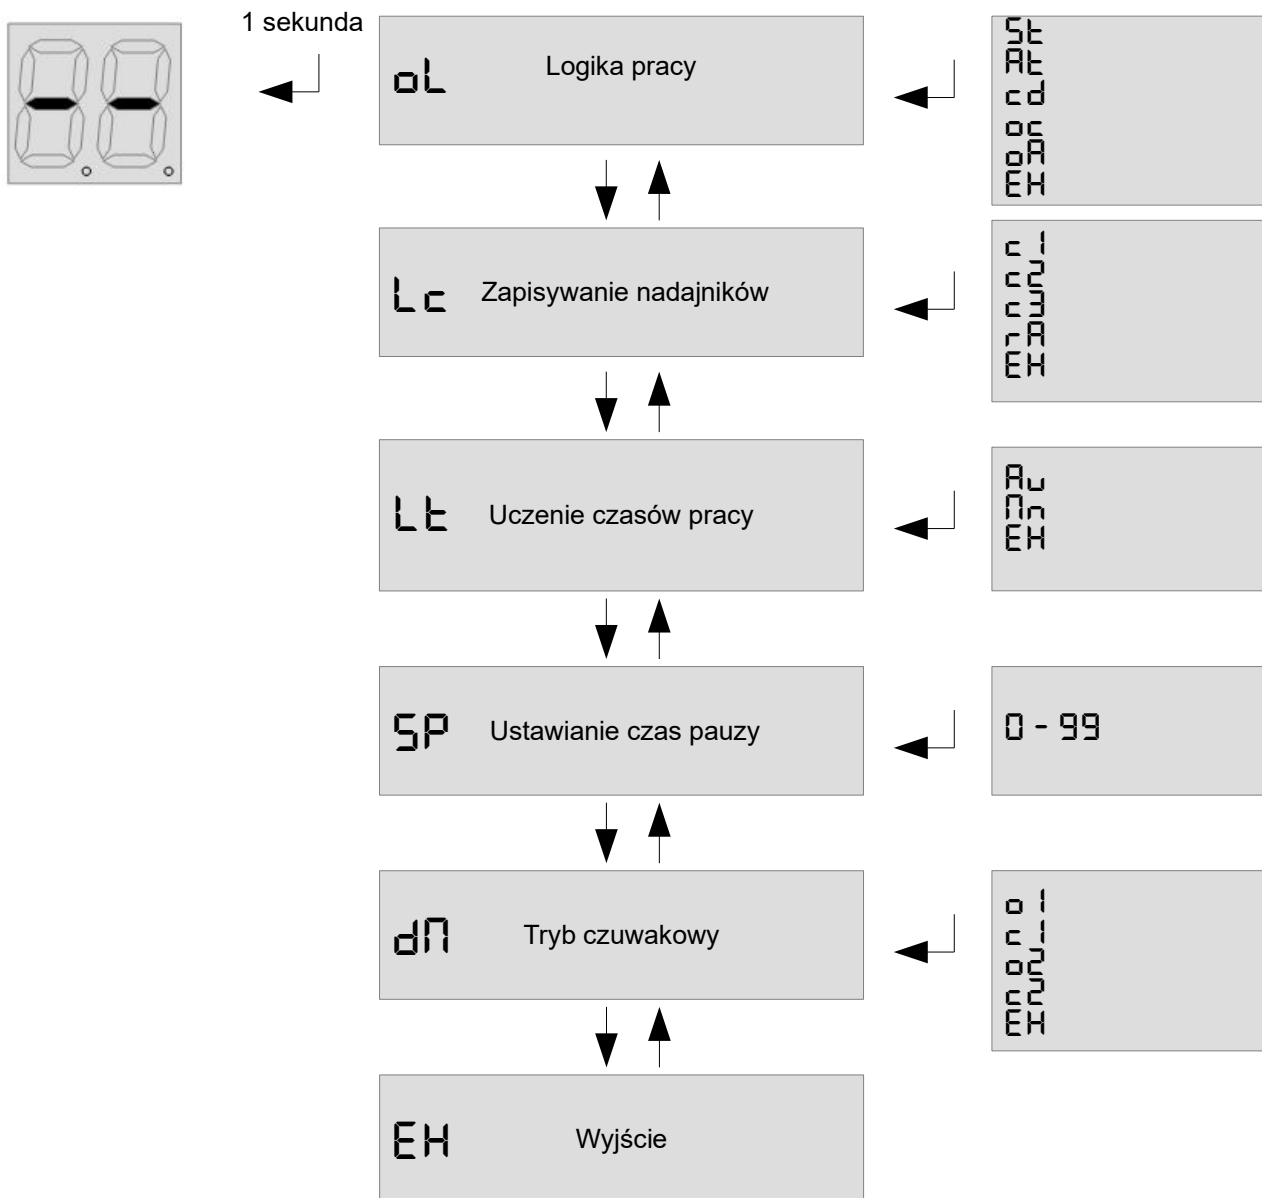 1 sekunda
oL Logika pracy
St
At
cd
oc
oA
EH
Lc Zapisywanie nadajników
c1
c2
c3
rA
EH
Lt Uczenie czasów pracy
Au
Mn
EH
SP Ustawianie czas pauzy
0 - 99
dM Tryb czuwakowy
o1
c1
o2
c2
EH
EH Wyjście